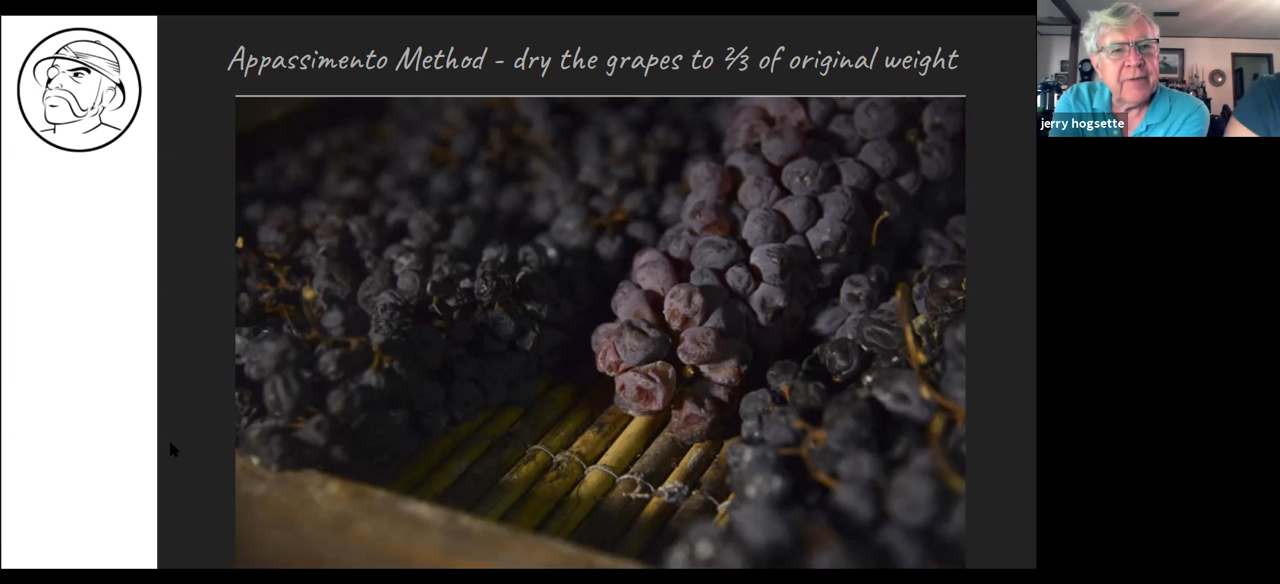 Appassimento Method - dry the grapes to ⅔ of original weight
jerry hogsette